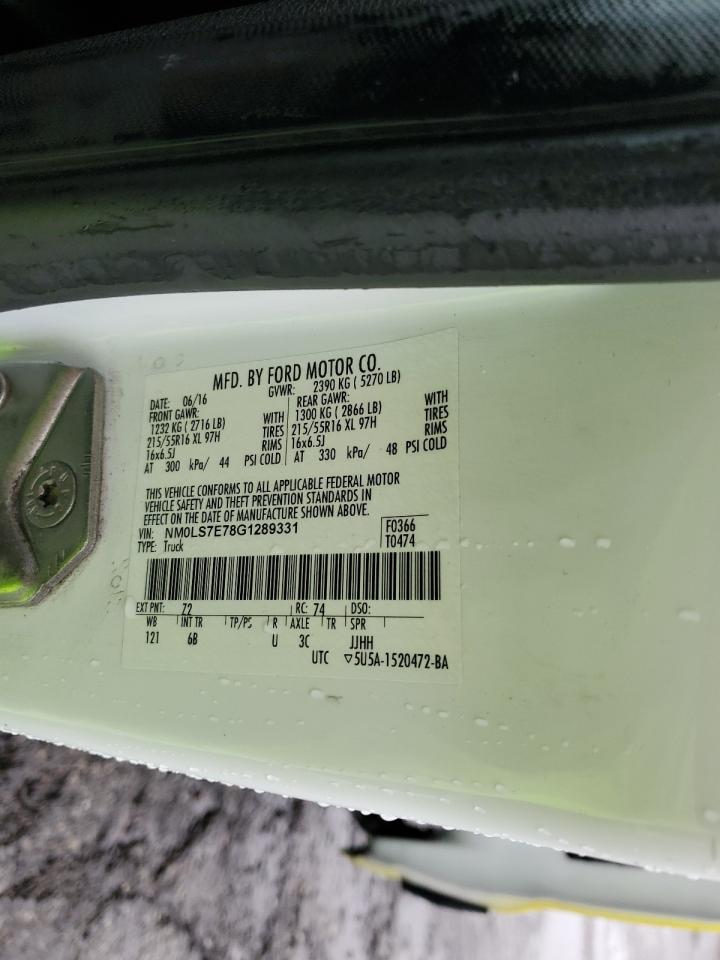 MFD. BY FORD MOTOR CO.
DATE: 06/16 GVWR: 2390 KG ( 5270 LB)
FRONT GAWR: WITH REAR GAWR: WITH
1232 KG ( 2716 LB) TIRES 1300 KG ( 2866 LB) TIRES
215/55R16 XL 97H RIMS 215/55R16 XL 97H RIMS
16x6.5J 16x6.5J
AT 300 kPa/ 44 PSI COLD AT 330 kPa/ 48 PSI COLD
THIS VEHICLE CONFORMS TO ALL APPLICABLE FEDERAL MOTOR
VEHICLE SAFETY AND THEFT PREVENTION STANDARDS IN
EFFECT ON THE DATE OF MANUFACTURE SHOWN ABOVE.
VIN: NM0LS7E78G1289331 F0366
TYPE: Truck T0474
EXT PNT: Z2 RC: 74 DSO:
WB INT TR TP/PS R AXLE TR SPR
121 6B U 3C JJHH
UTC ▽5U5A-1520472-BA